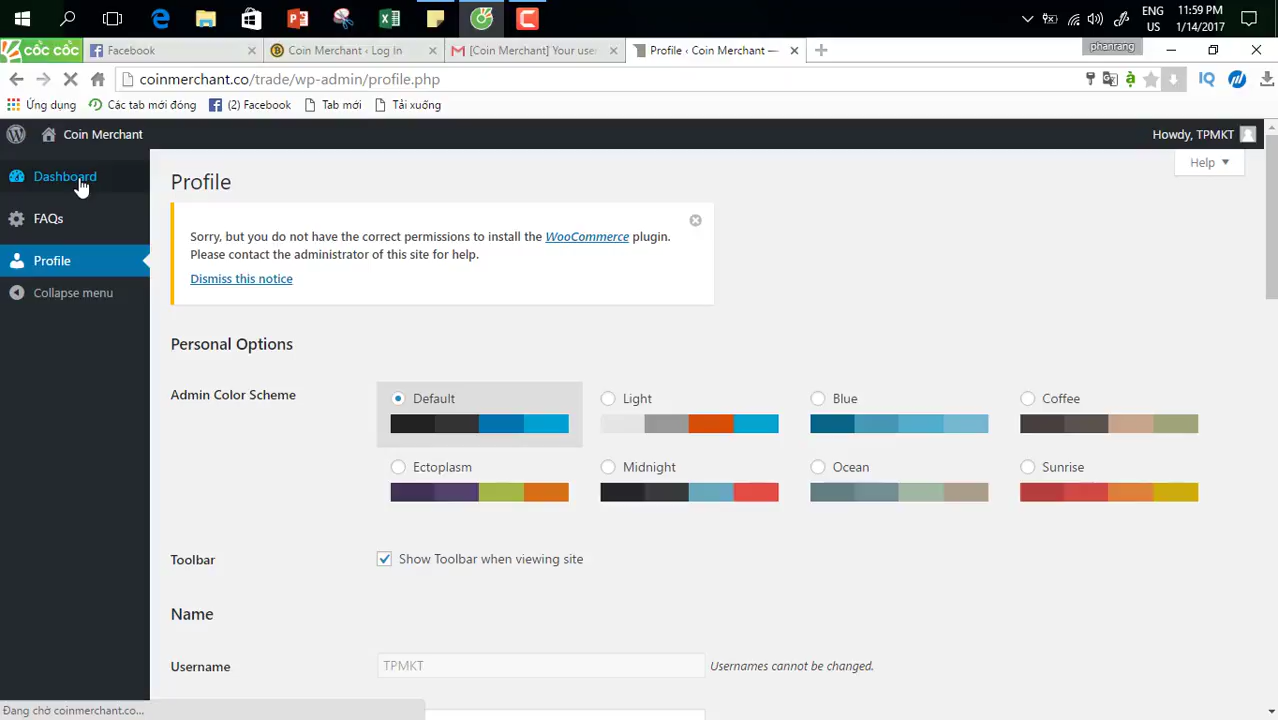 ENG
US
11:59 PM
1/14/2017
cốc cốc
Facebook
Coin Merchant ‹ Log In
[Coin Merchant] Your use
Profile ‹ Coin Merchant —
phanrang
coinmerchant.co/trade/wp-admin/profile.php
IQ
Ứng dụng
Các tab mới đóng
(2) Facebook
Tab mới
Tải xuống
Coin Merchant
Howdy, TPMKT
Help
Dashboard
FAQs
Profile
Collapse menu
Profile
Sorry, but you do not have the correct permissions to install the WooCommerce plugin.
Please contact the administrator of this site for help.
Dismiss this notice
Personal Options
Admin Color Scheme
Default
Light
Blue
Coffee
Ectoplasm
Midnight
Ocean
Sunrise
Toolbar
Show Toolbar when viewing site
Name
Username
TPMKT
Usernames cannot be changed.
Đang chờ coinmerchant.co...